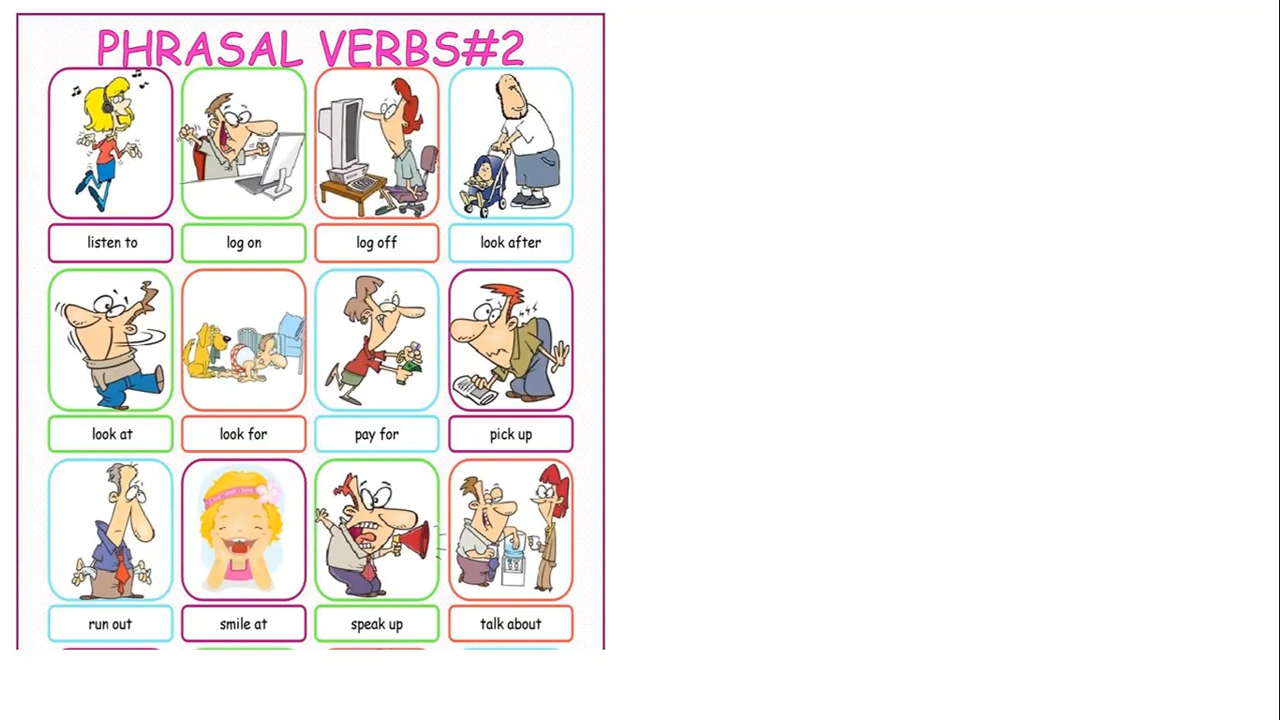 PHRASAL VERBS#2
listen to
log on
log off
look after
look at
look for
pay for
pick up
run out
smile at
speak up
talk about